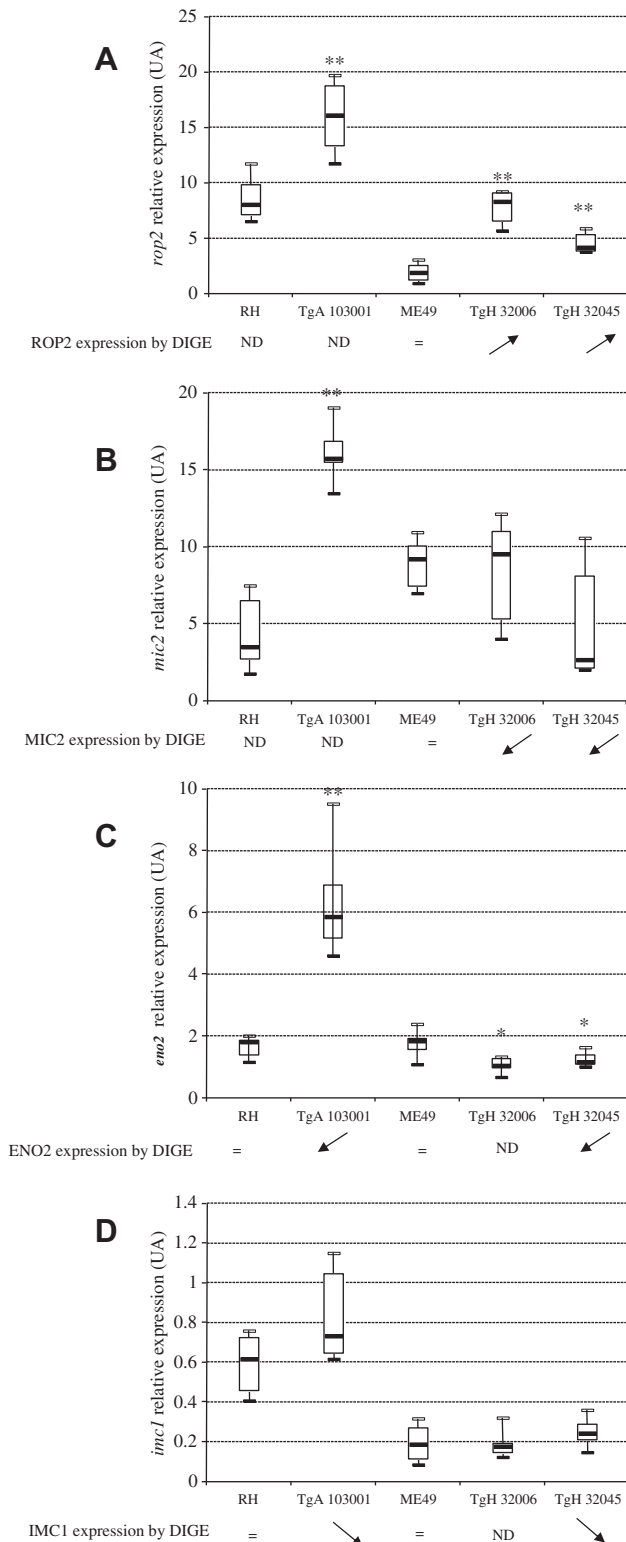 A
rop2 relative expression (UA)
25
20
15
10
5
0
**
**
**
RH TgA 103001 ME49 TgH 32006 TgH 32045
ROP2 expression by DIGE ND ND =
B
mic2 relative expression (UA)
20
15
10
5
0
**
RH TgA 103001 ME49 TgH 32006 TgH 32045
MIC2 expression by DIGE ND ND =
C
eno2 relative expression (UA)
10
8
6
4
2
0
**
*
*
RH TgA 103001 ME49 TgH 32006 TgH 32045
ENO2 expression by DIGE = = ND
D
imc1 relative expression (UA)
1.4
1.2
1
0.8
0.6
0.4
0.2
0
RH TgA 103001 ME49 TgH 32006 TgH 32045
IMC1 expression by DIGE = = ND